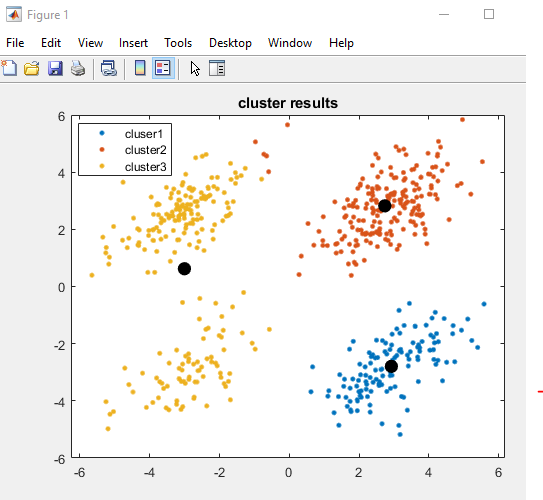 Figure 1
File Edit View Insert Tools Desktop Window Help
cluster results
cluser1
cluster2
cluster3
6
4
2
0
-2
-4
-6
-6 -4 -2 0 2 4 6